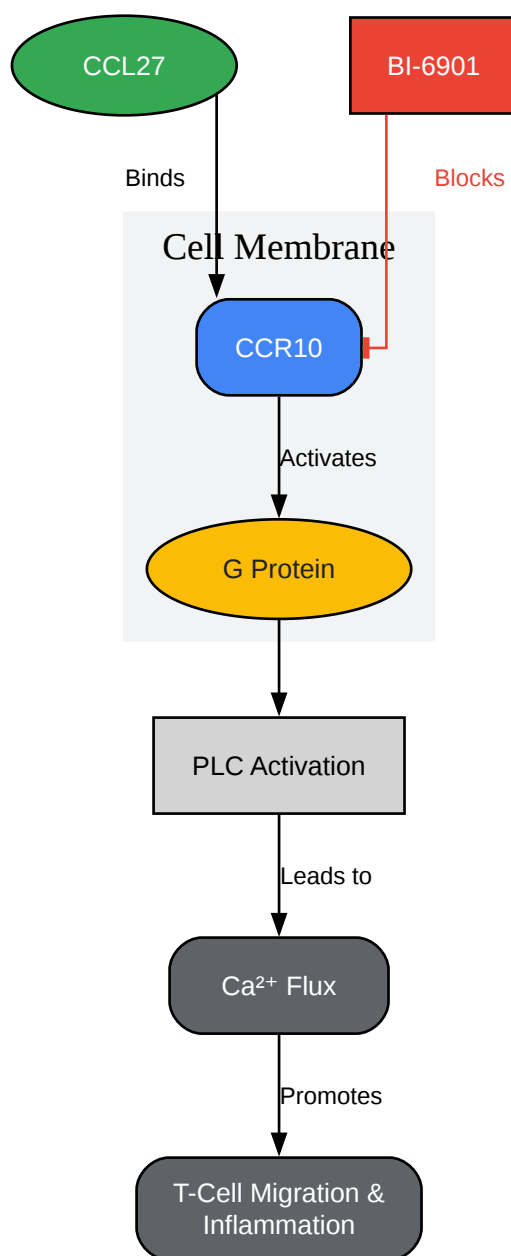 CCL27
BI-6901
Binds
Blocks
Cell Membrane
CCR10
Activates
G Protein
PLC Activation
Leads to
Ca²⁺ Flux
Promotes
T-Cell Migration &
Inflammation